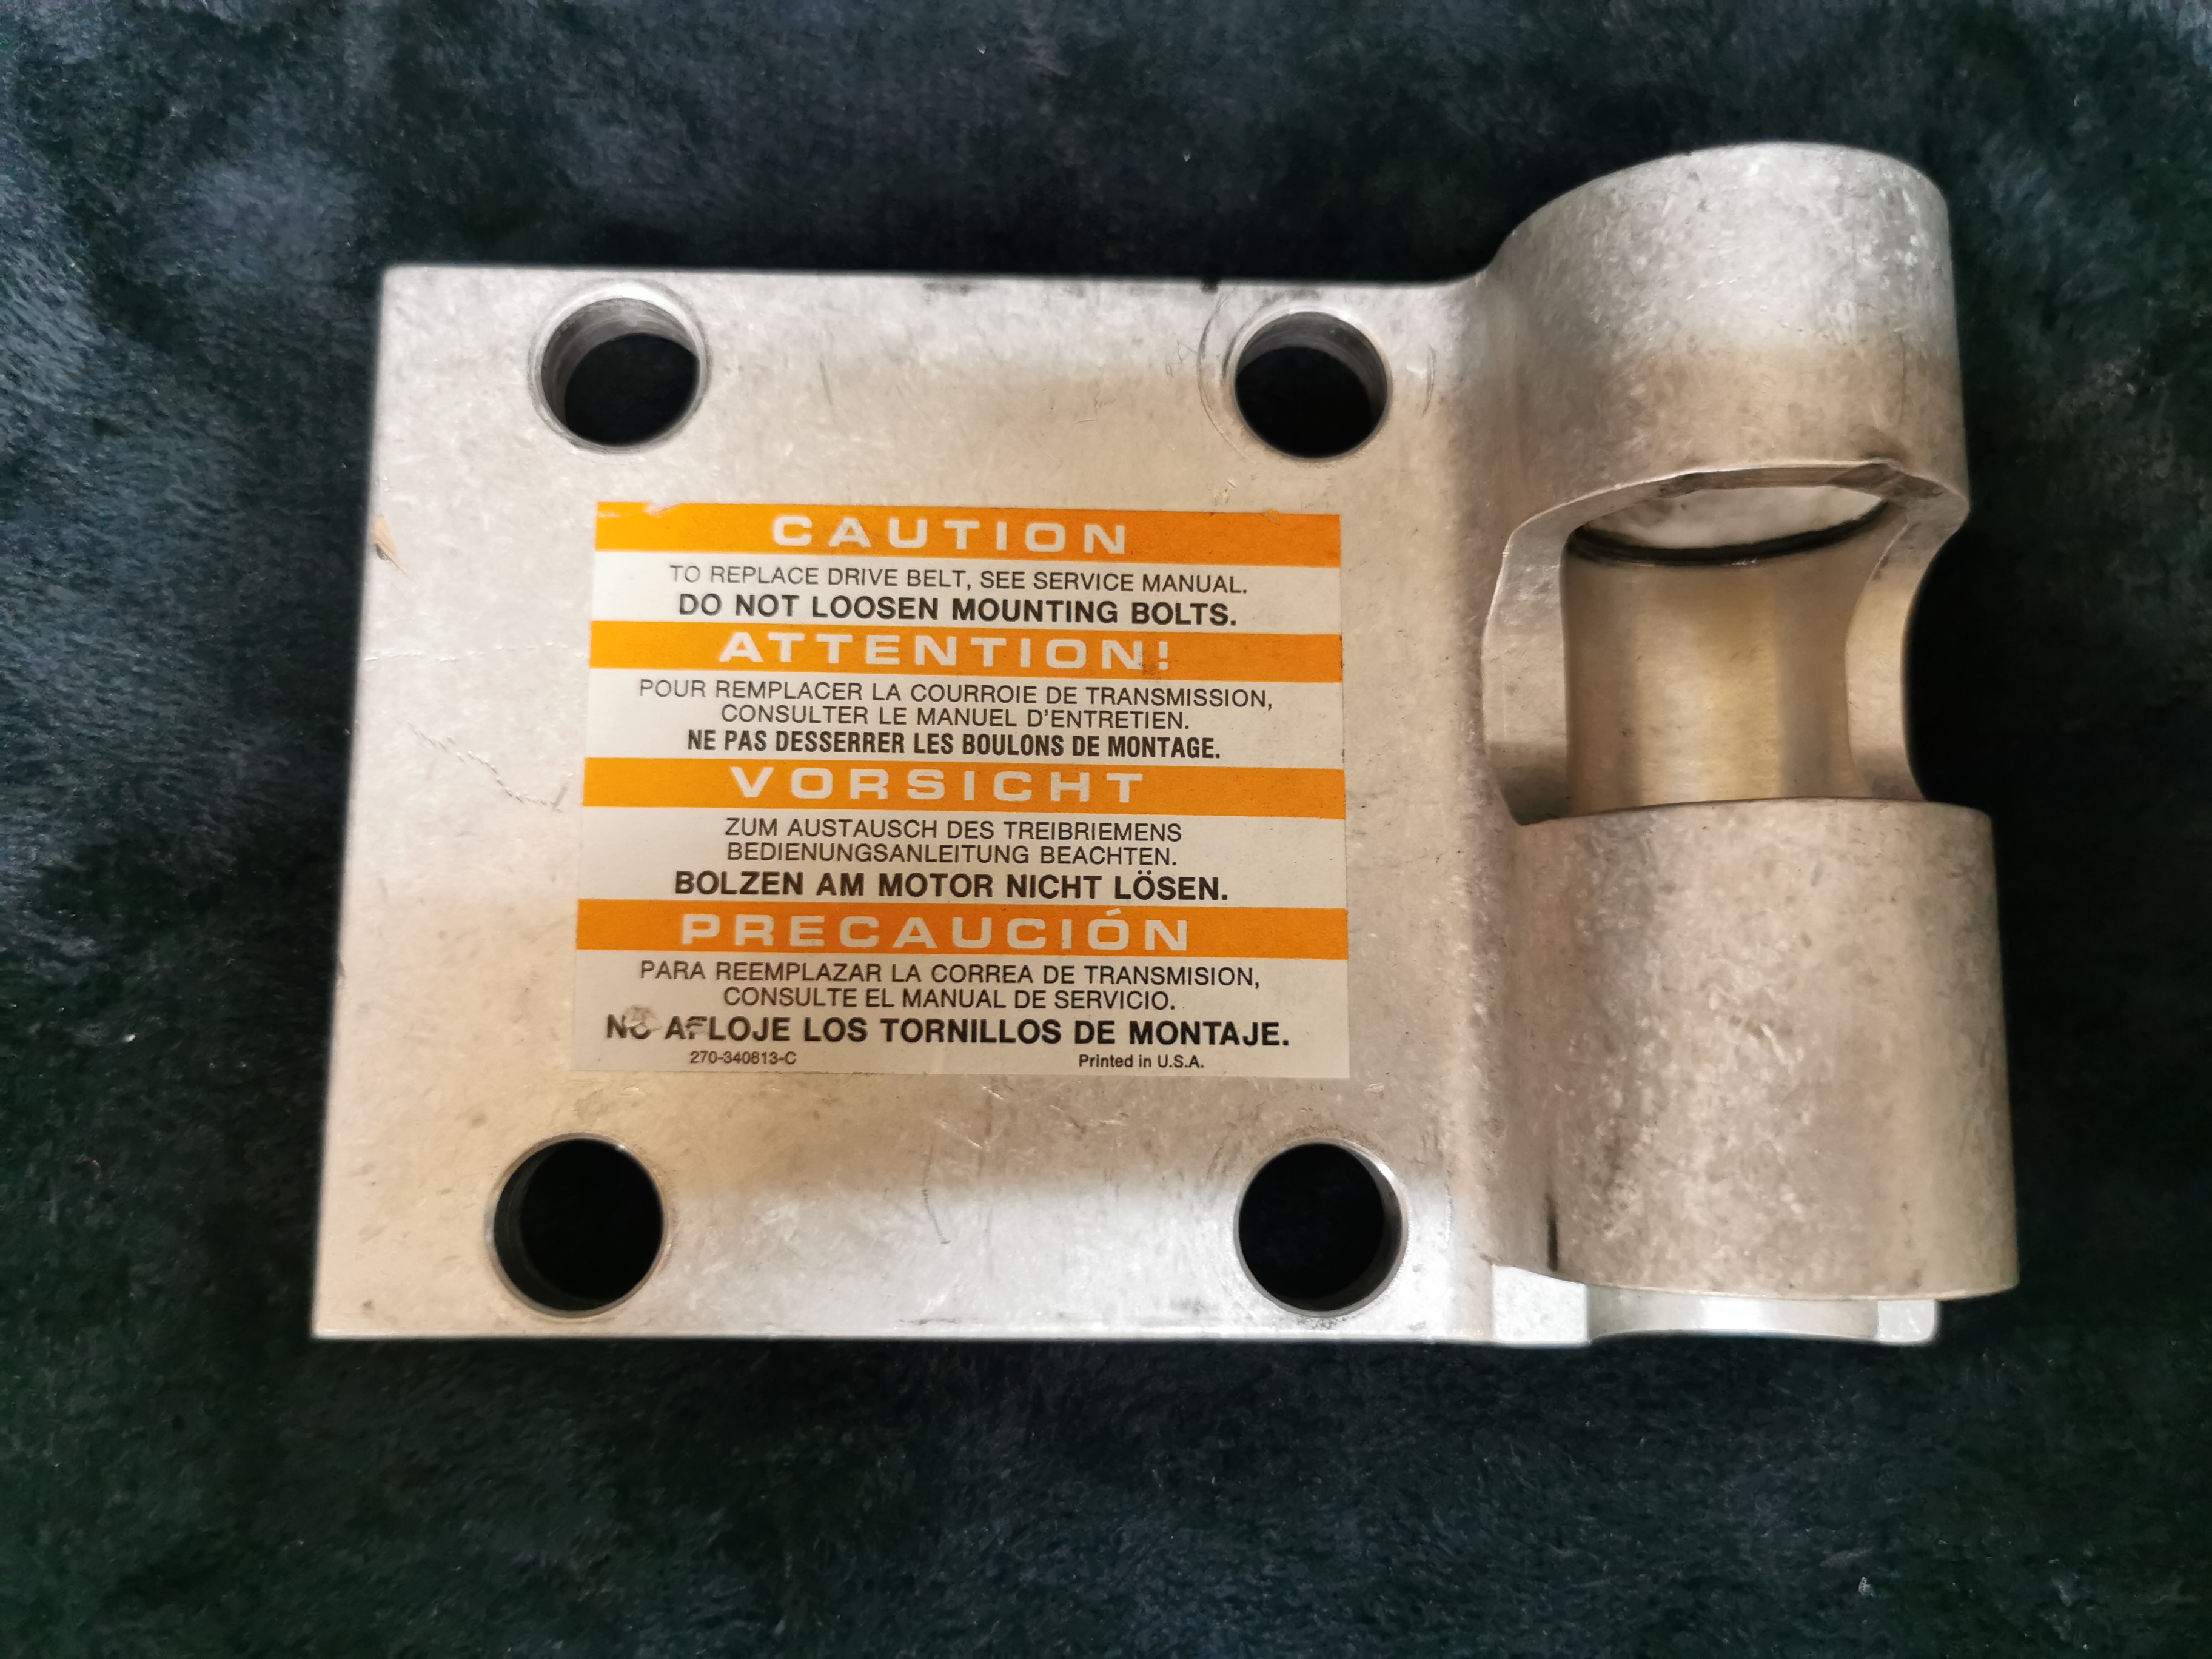 CAUTION
TO REPLACE DRIVE BELT, SEE SERVICE MANUAL.
DO NOT LOOSEN MOUNTING BOLTS.
ATTENTION!
POUR REMPLACER LA COURROIE DE TRANSMISSION,
CONSULTER LE MANUEL D'ENTRETIEN.
NE PAS DESSERRER LES BOULONS DE MONTAGE.
VORSICHT
ZUM AUSTAUSCH DES TREIBRIEMENS
BEDIENUNGSANLEITUNG BEACHTEN.
BOLZEN AM MOTOR NICHT LÖSEN.
PRECAUCIÓN
PARA REEMPLAZAR LA CORREA DE TRANSMISION,
CONSULTE EL MANUAL DE SERVICIO.
NO AFLOJE LOS TORNILLOS DE MONTAJE.
270-340813-C Printed in U.S.A.